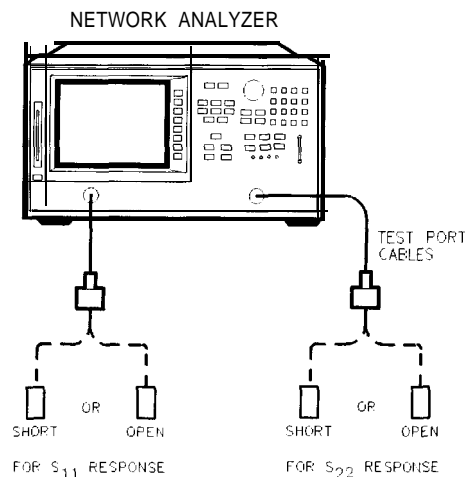 NETWORK ANALYZER
TEST PORT
CABLES
OR
SHORT
OPEN
OR
SHORT
OPEN
FOR S11 RESPONSE
FOR S22 RESPONSE